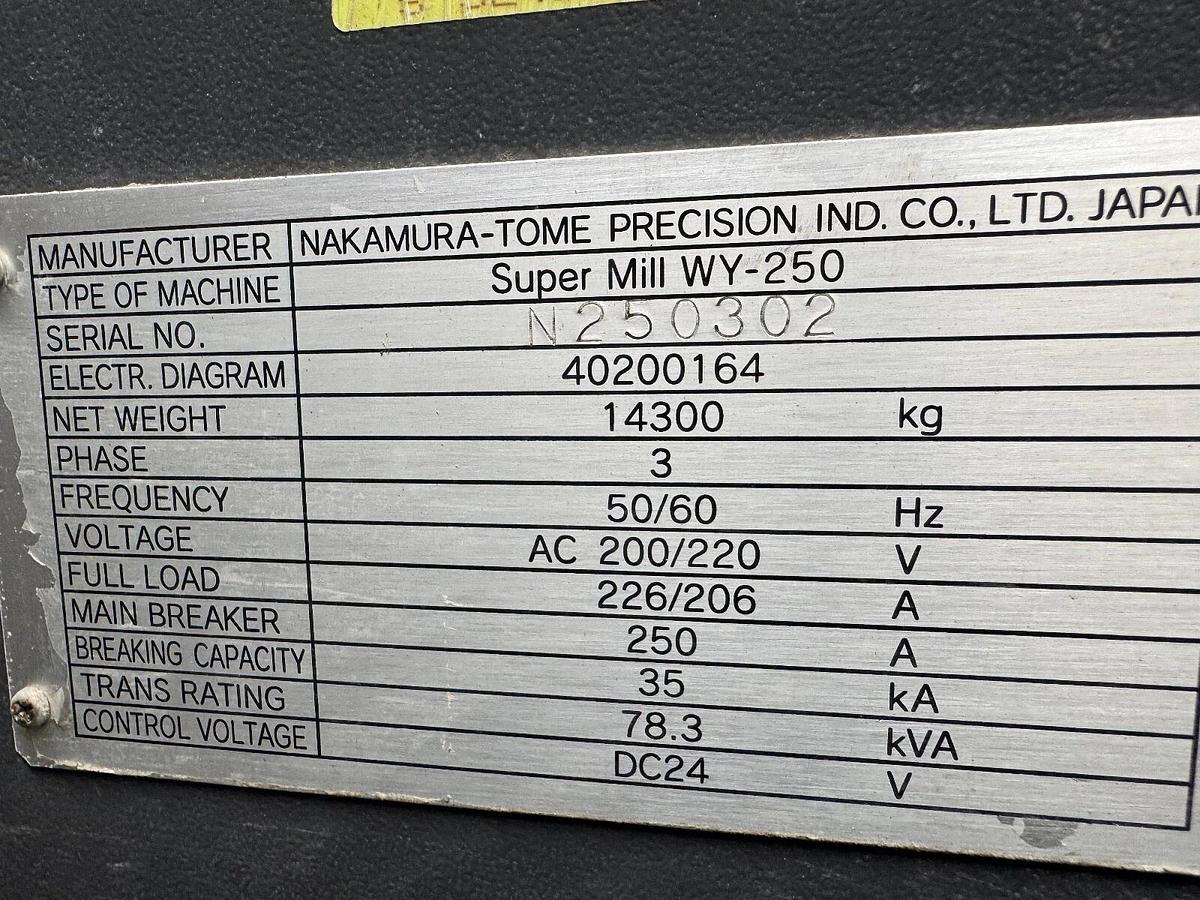 MANUFACTURER NAKAMURA-TOME PRECISION IND. CO., LTD.
TYPE OF MACHINE Super Mill WY-250
SERIAL NO. N250302
ELECTR. DIAGRAM 40200164
NET WEIGHT 14300 kg
PHASE 3
FREQUENCY 50/60 Hz
VOLTAGE AC 200/220 V
FULL LOAD 226/206 A
MAIN BREAKER 250 A
BREAKING CAPACITY 35 kA
TRANS RATING 78.3 kVA
CONTROL VOLTAGE DC24 V